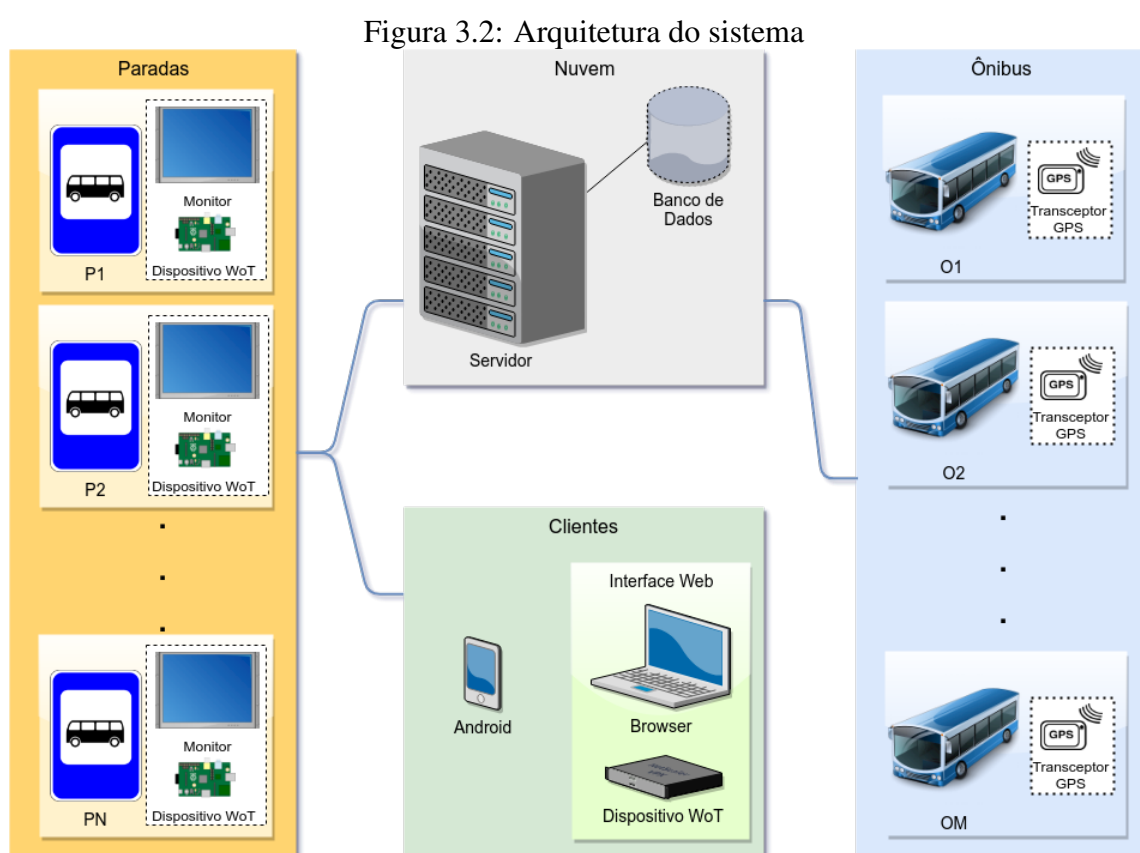 Figura 3.2: Arquitetura do sistema
Paradas
Monitor
Dispositivo WoT
P1
Monitor
Dispositivo WoT
P2
.
.
.
Monitor
Dispositivo WoT
PN
Nuvem
Banco de
Dados
Servidor
Clientes
Interface Web
Android
Browser
Dispositivo WoT
Ônibus
GPS
Transceptor
GPS
O1
GPS
Transceptor
GPS
O2
.
.
.
GPS
Transceptor
GPS
OM